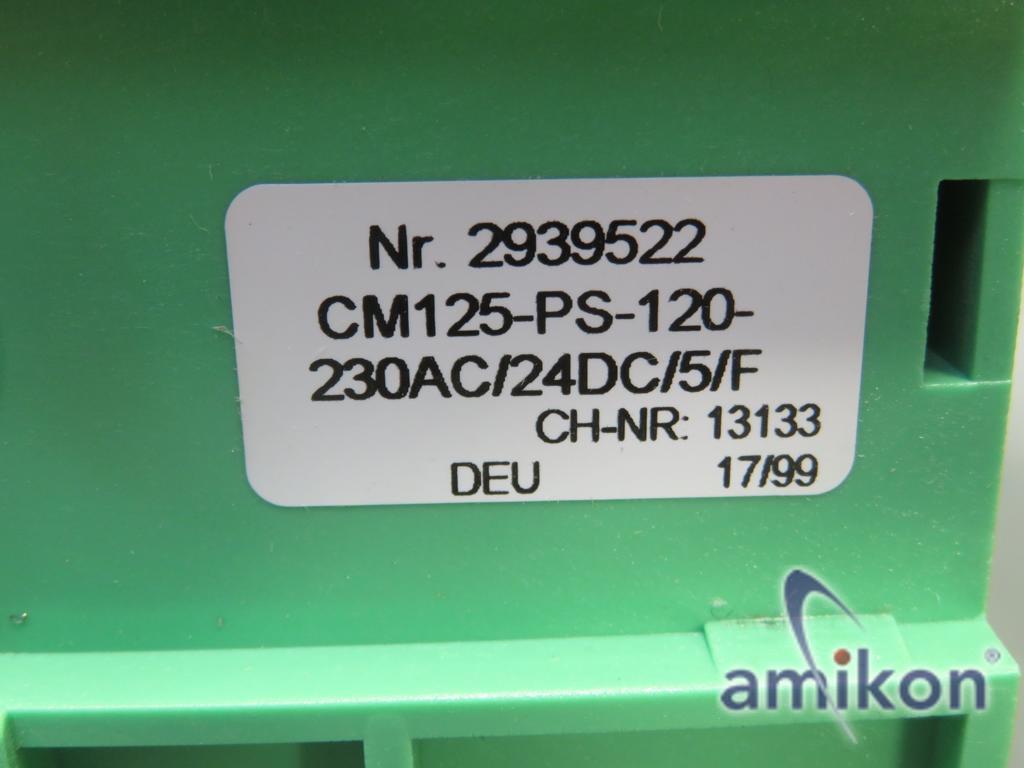 Nr. 2939522
CM125-PS-120-
230AC/24DC/5/F
CH-NR: 13133
DEU 17/99
amikon®